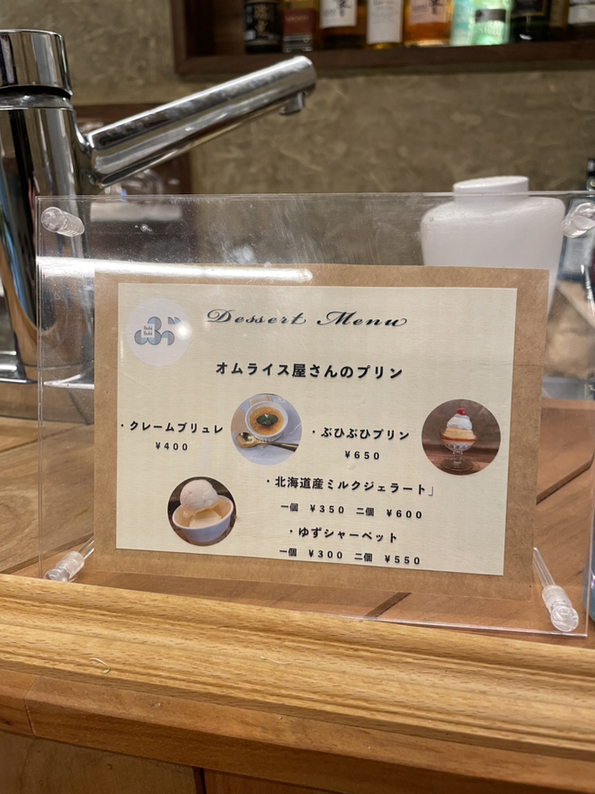 Dessert Menu
オムライス屋さんのプリン
・クレームブリュレ
¥400
・ぶひぶひプリン
¥650
・北海道産ミルクジェラート」
一個 ¥350 二個 ¥600
・ゆずシャーベット
一個 ¥300 二個 ¥550